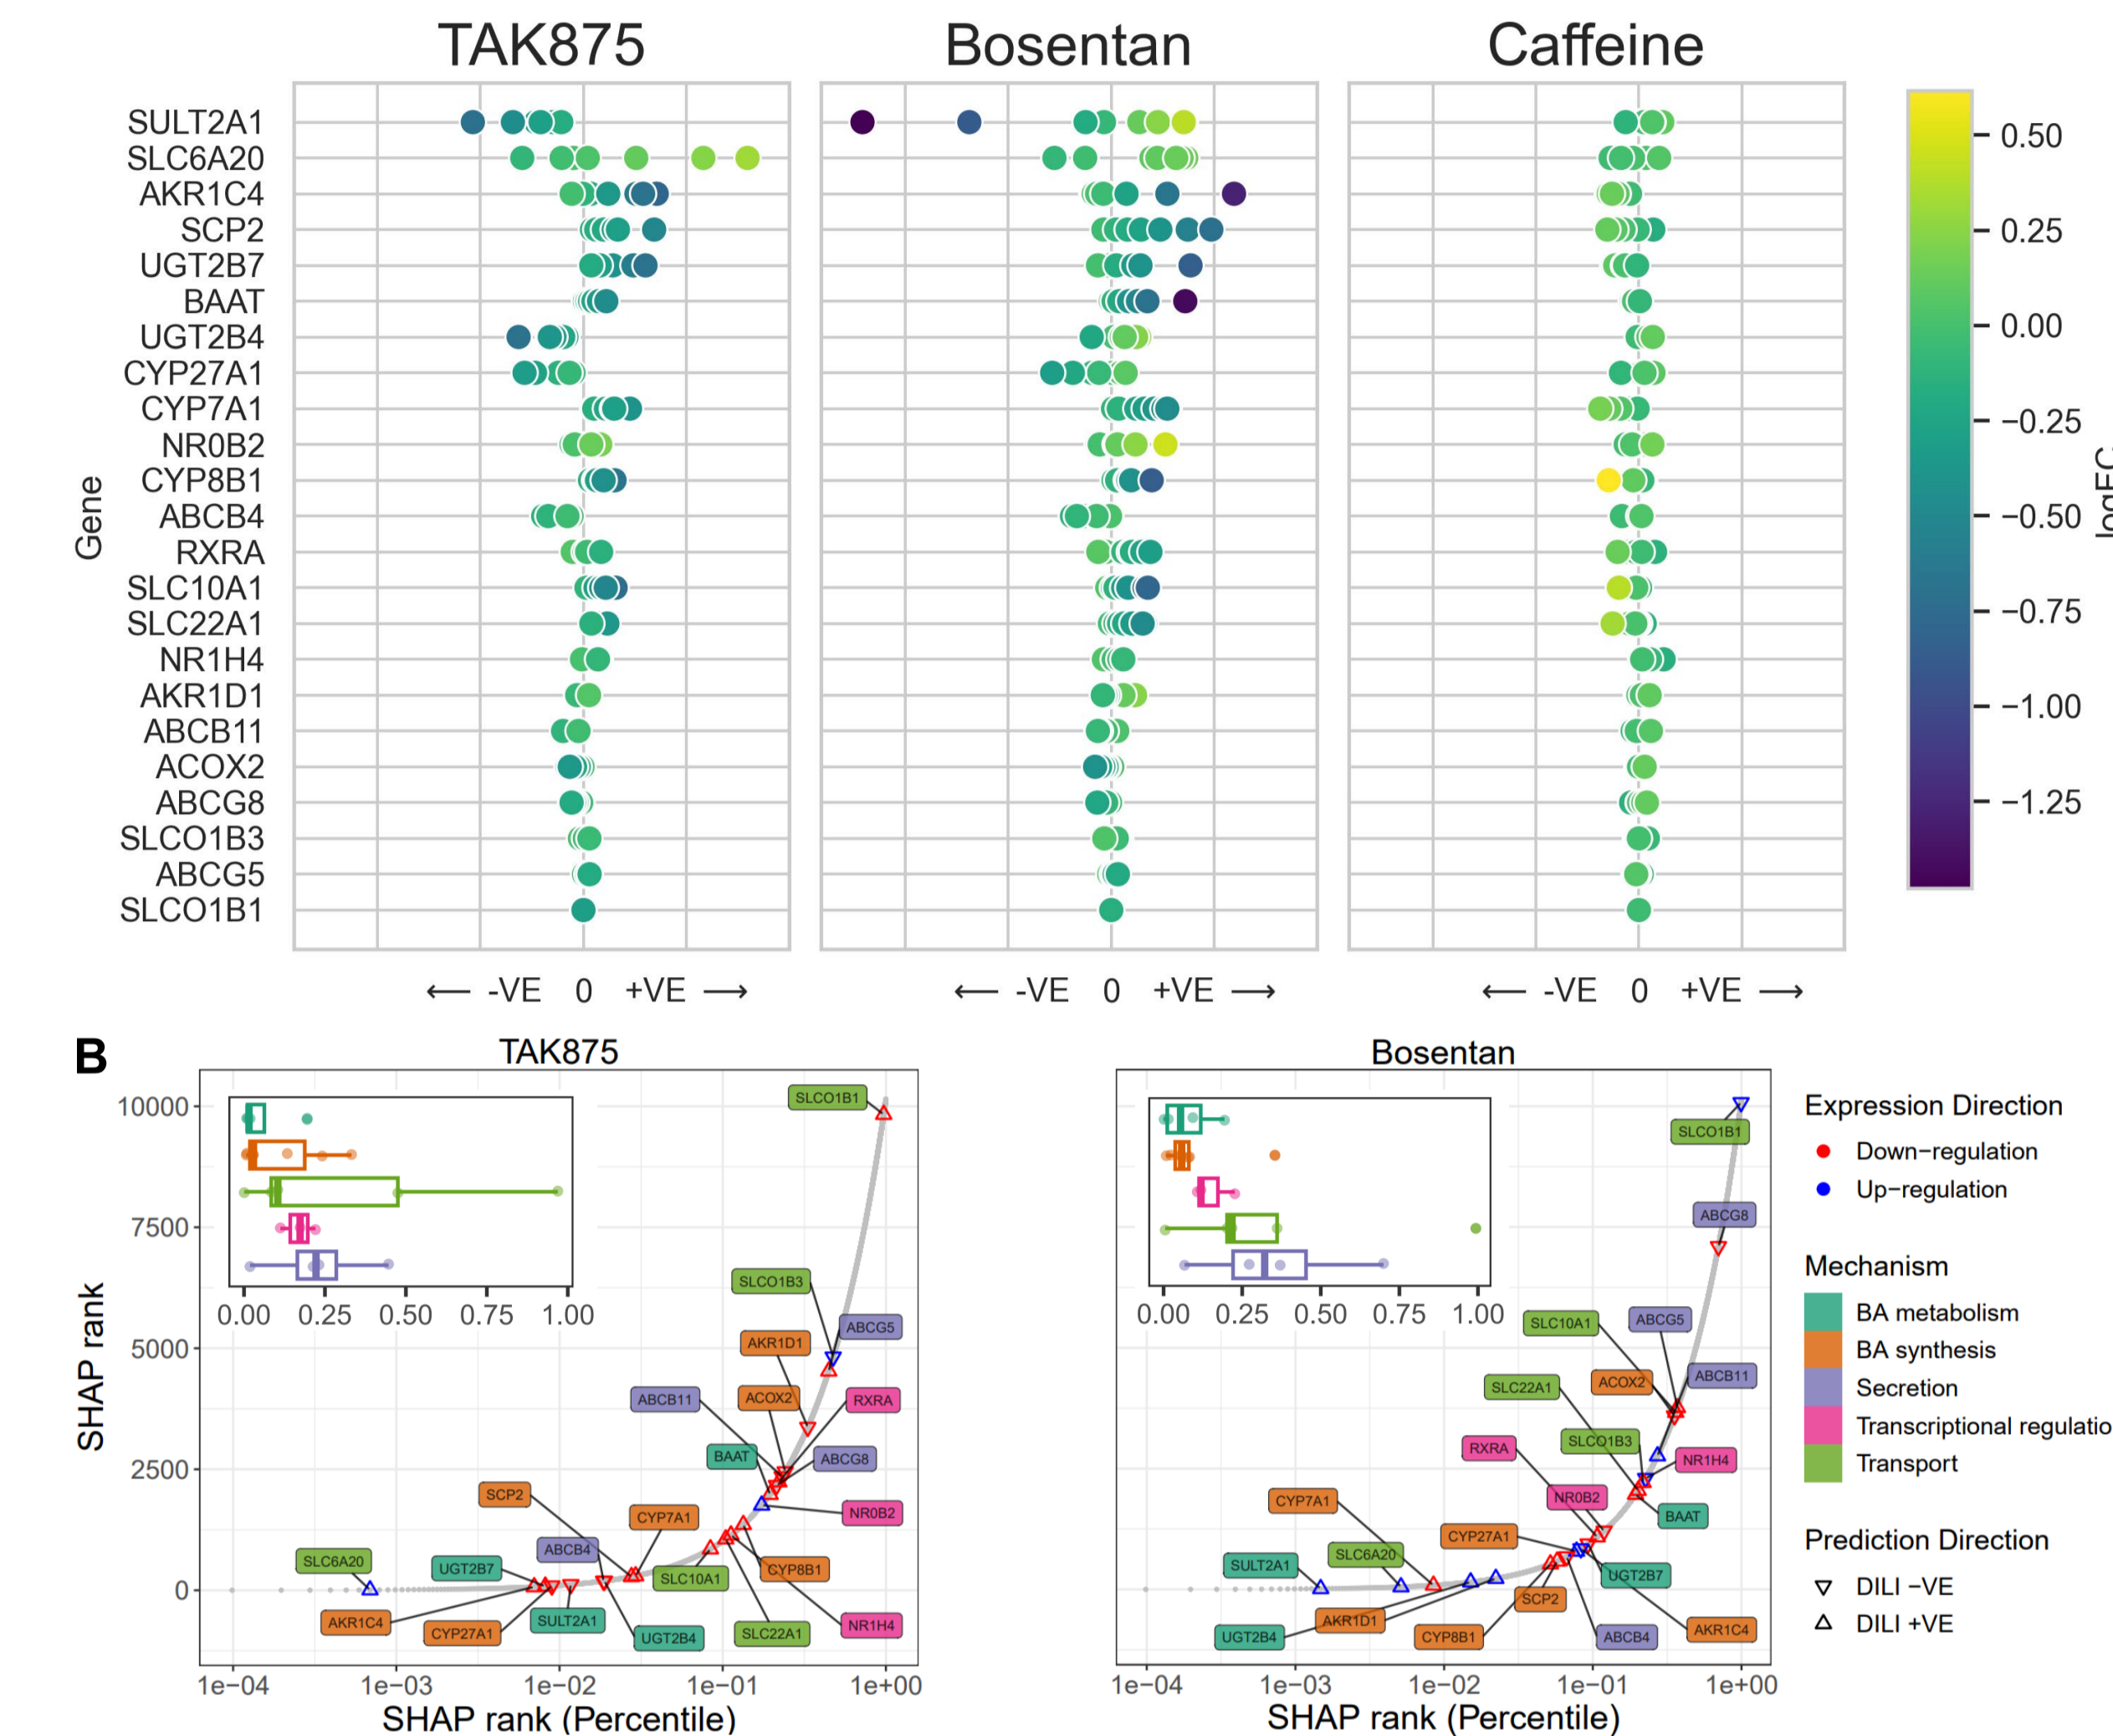 TAK875 Bosentan Caffeine
SULT2A1
SLC6A20
AKR1C4
SCP2
UGT2B7
BAAT
UGT2B4
CYP27A1
CYP7A1
NR0B2
CYP8B1
ABCB4
RXRA
SLC10A1
SLC22A1
NR1H4
AKR1D1
ABCB11
ACOX2
ABCG8
SLCO1B3
ABCG5
SLCO1B1
Gene
← -VE 0 +VE →
← -VE 0 +VE →
← -VE 0 +VE →
0.50
0.25
0.00
−0.25
−0.50
−0.75
−1.00
−1.25
B
TAK875
SHAP rank
10000
7500
5000
2500
0
0.00 0.25 0.50 0.75 1.00
SLCO1B1
SLCO1B3
ABCG5
AKR1D1
ABCB11
ACOX2
RXRA
BAAT
ABCG8
SCP2
CYP7A1
NR0B2
ABCB4
SLC6A20
UGT2B7
SLC10A1
CYP8B1
AKR1C4
CYP27A1
SULT2A1
UGT2B4
SLC22A1
NR1H4
1e−04 1e−03 1e−02 1e−01 1e+00
SHAP rank (Percentile)
Bosentan
0.00 0.25 0.50 0.75 1.00
SLCO1B1
ABCG8
SLC10A1
ABCG5
ACOX2
ABCB11
SLC22A1
RXRA
SLCO1B3
NR1H4
CYP7A1
NR0B2
BAAT
CYP27A1
SULT2A1
SLC6A20
UGT2B7
SCP2
UGT2B4
AKR1D1
CYP8B1
ABCB4
AKR1C4
1e−04 1e−03 1e−02 1e−01 1e+00
SHAP rank (Percentile)
Expression Direction
Down−regulation
Up−regulation
Mechanism
BA metabolism
BA synthesis
Secretion
Transcriptional regulatio
Transport
Prediction Direction
DILI −VE
DILI +VE